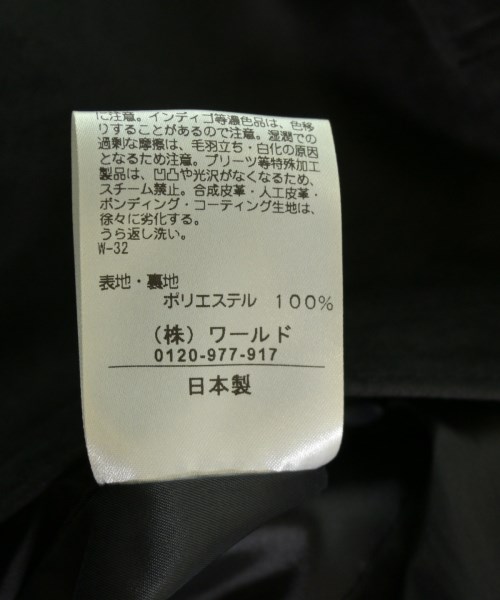 に注意。インディゴ等濃色品は、色移
りすることがあるので注意。湿潤での
過剰な摩擦は、毛羽立ち・白化の原因
となるため注意。プリーツ等特殊加工
製品は、凹凸や光沢がなくなるため、
スチーム禁止。合成皮革・人工皮革・
ボンディング・コーティング生地は、
徐々に劣化する。
うら返し洗い。
W-32
表地・裏地
ポリエステル 100%
(株) ワールド
0120-977-917
日本製